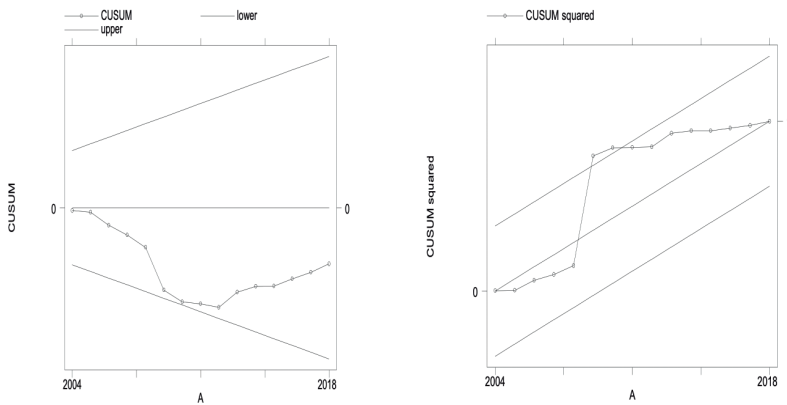 CUSUM lower
upper
CUSUM
0 0
2004 2018
A
CUSUM squared
CUSUM squared
0
2004 2018
A